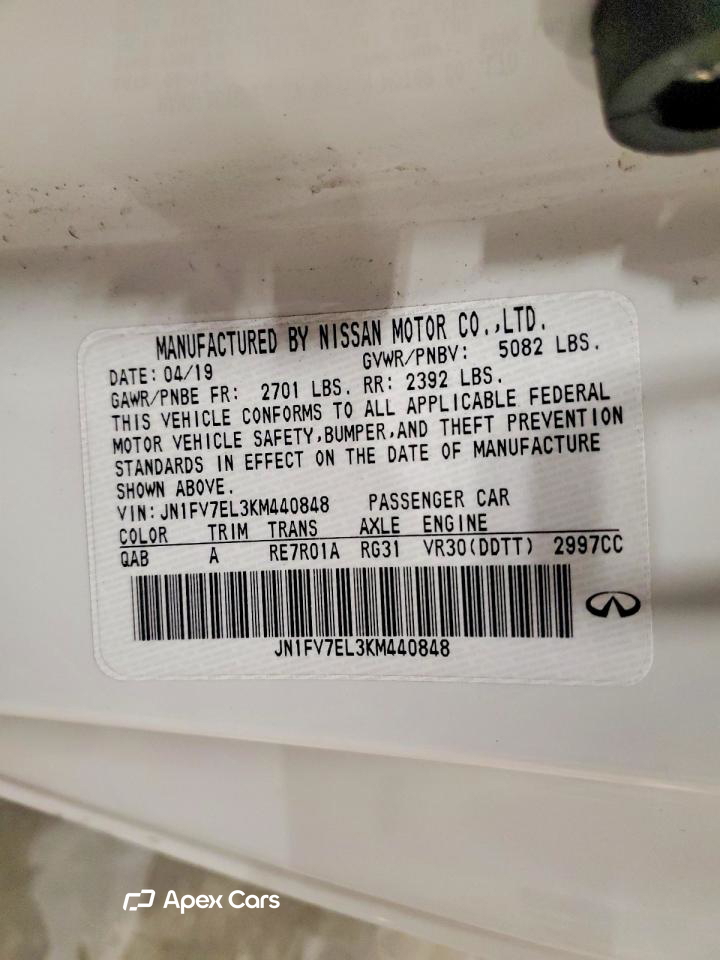 MANUFACTURED BY NISSAN MOTOR CO.,LTD.
DATE: 04/19 GVWR/PNBV: 5082 LBS.
GAWR/PNBE FR: 2701 LBS. RR: 2392 LBS.
THIS VEHICLE CONFORMS TO ALL APPLICABLE FEDERAL
MOTOR VEHICLE SAFETY,BUMPER,AND THEFT PREVENTION
STANDARDS IN EFFECT ON THE DATE OF MANUFACTURE
SHOWN ABOVE.
VIN:JN1FV7EL3KM440848 PASSENGER CAR
COLOR TRIM TRANS AXLE ENGINE
QAB A RE7R01A RG31 VR30(DDTT) 2997CC
JN1FV7EL3KM440848
Apex Cars